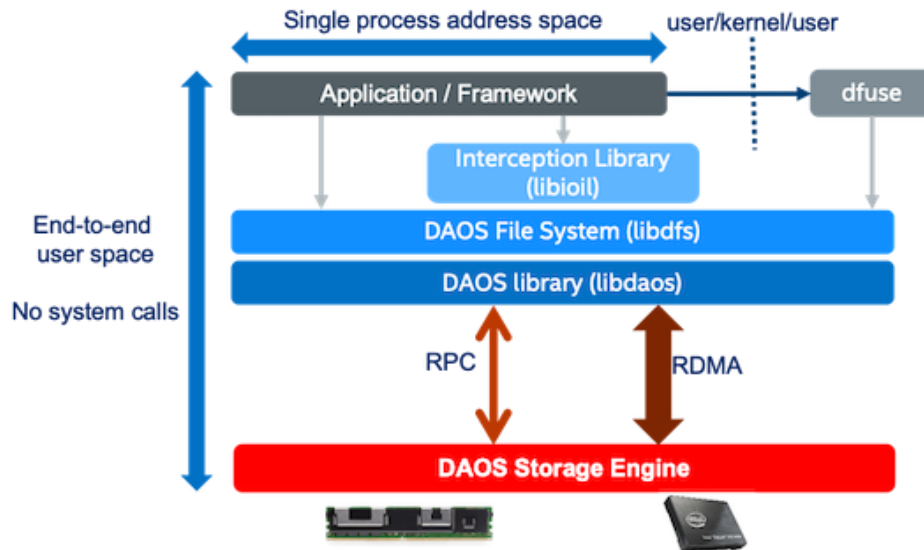 Single process address space
user/kernel/user
Application / Framework
dfuse
Interception Library
(libioil)
End-to-end
user space
No system calls
DAOS File System (libdfs)
DAOS library (libdaos)
RPC
RDMA
DAOS Storage Engine